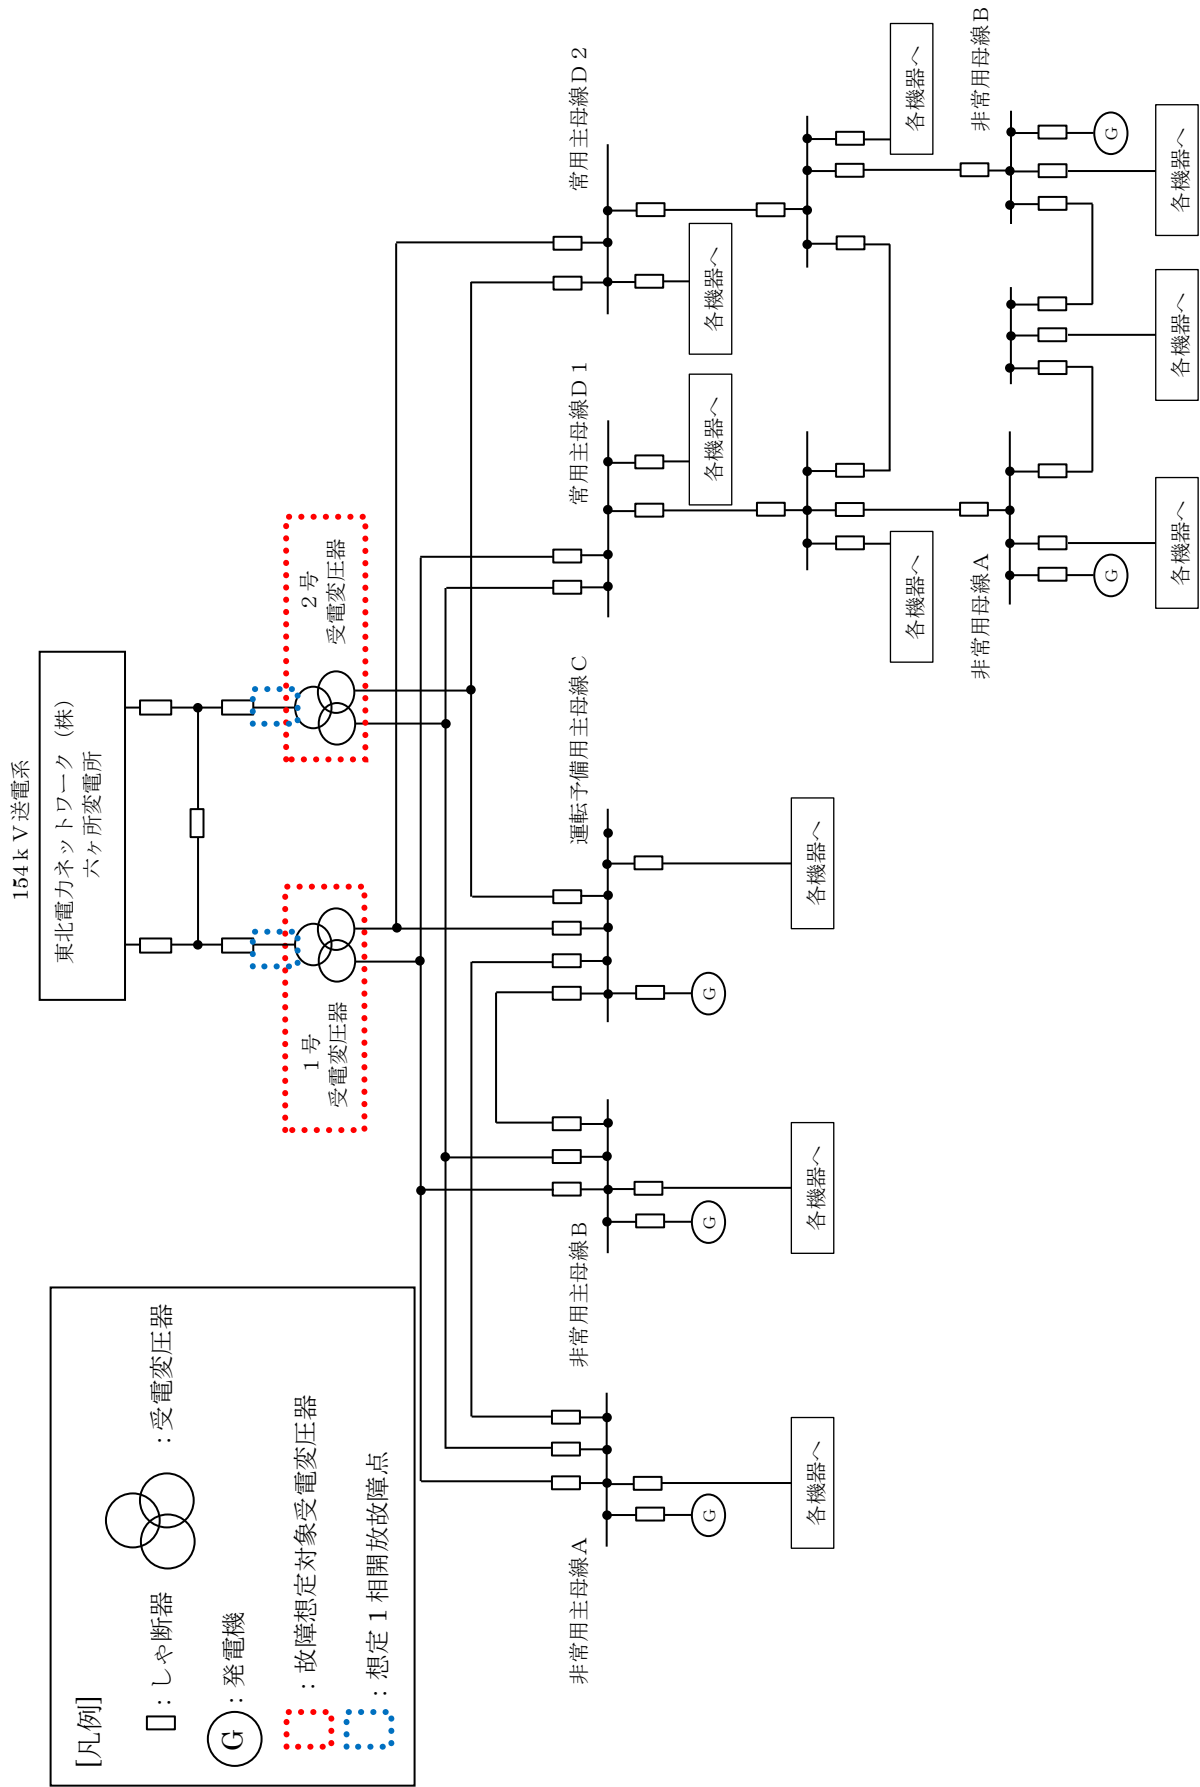 [凡例]
：しゃ断器
：受電変圧器
G
：発電機
：故障想定対象受電変圧器
：想定1相開放故障点
154kV送電系
東北電力ネットワーク（株）
六ヶ所変電所
1号
受電変圧器
2号
受電変圧器
非常用主母線A
非常用主母線B
運転予備用主母線C
常用主母線D1
常用主母線D2
G
各機器へ
G
各機器へ
G
各機器へ
各機器へ
各機器へ
各機器へ
各機器へ
非常用母線A
非常用母線B
G
各機器へ
各機器へ
各機器へ
G